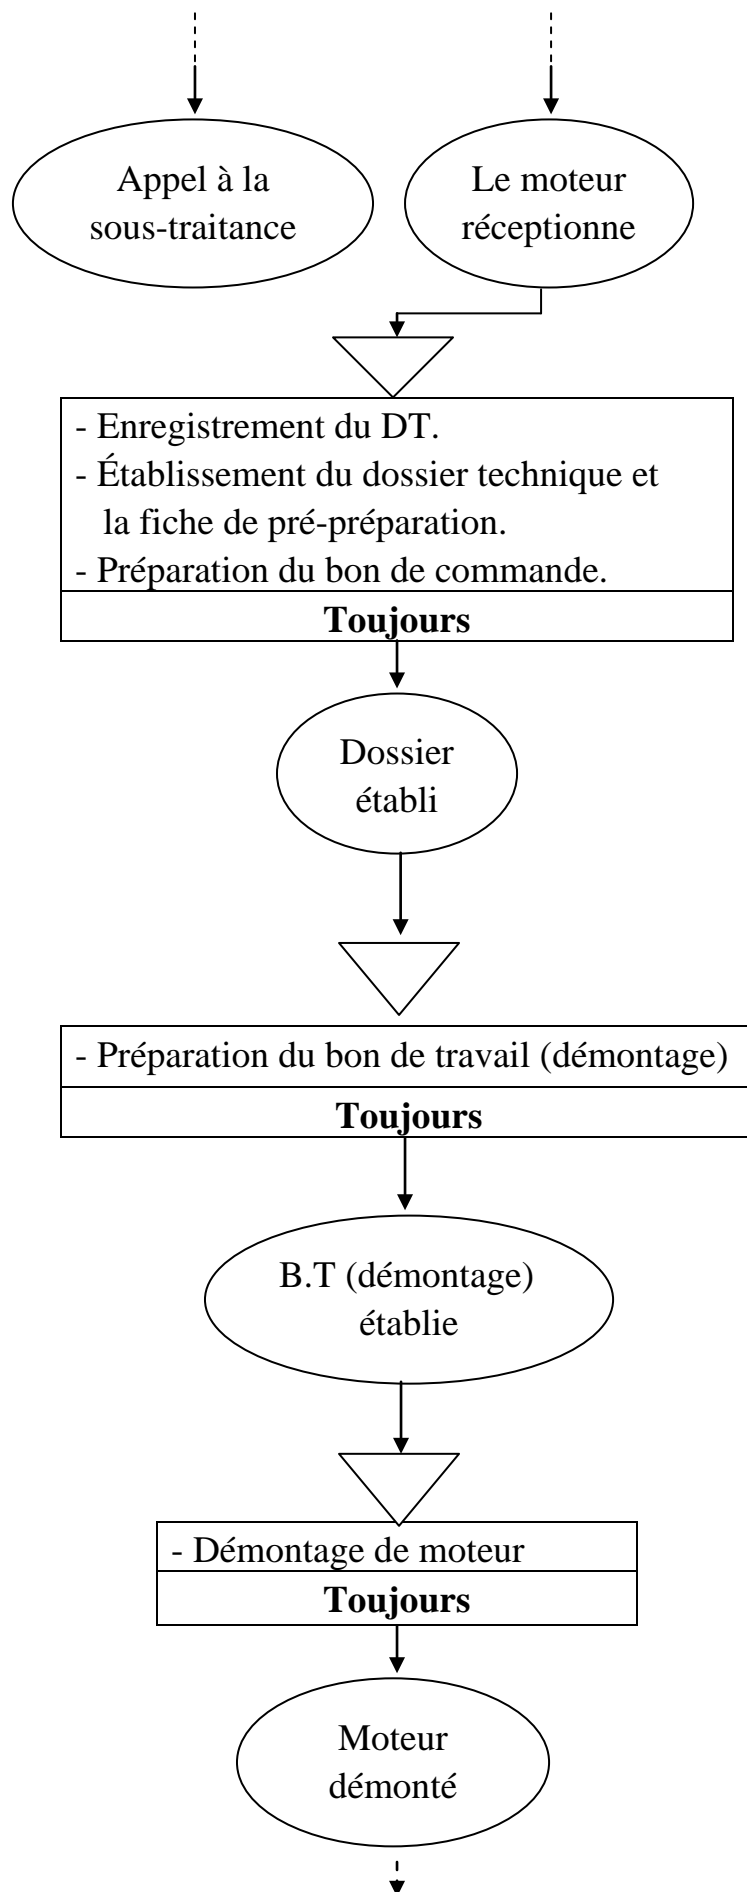 Appel à la
sous-traitance
Le moteur
réceptionne
- Enregistrement du DT.
- Établissement du dossier technique et
la fiche de pré-préparation.
- Préparation du bon de commande.
Toujours
Dossier
établi
- Préparation du bon de travail (démontage)
Toujours
B.T (démontage)
établie
- Démontage de moteur
Toujours
Moteur
démonté